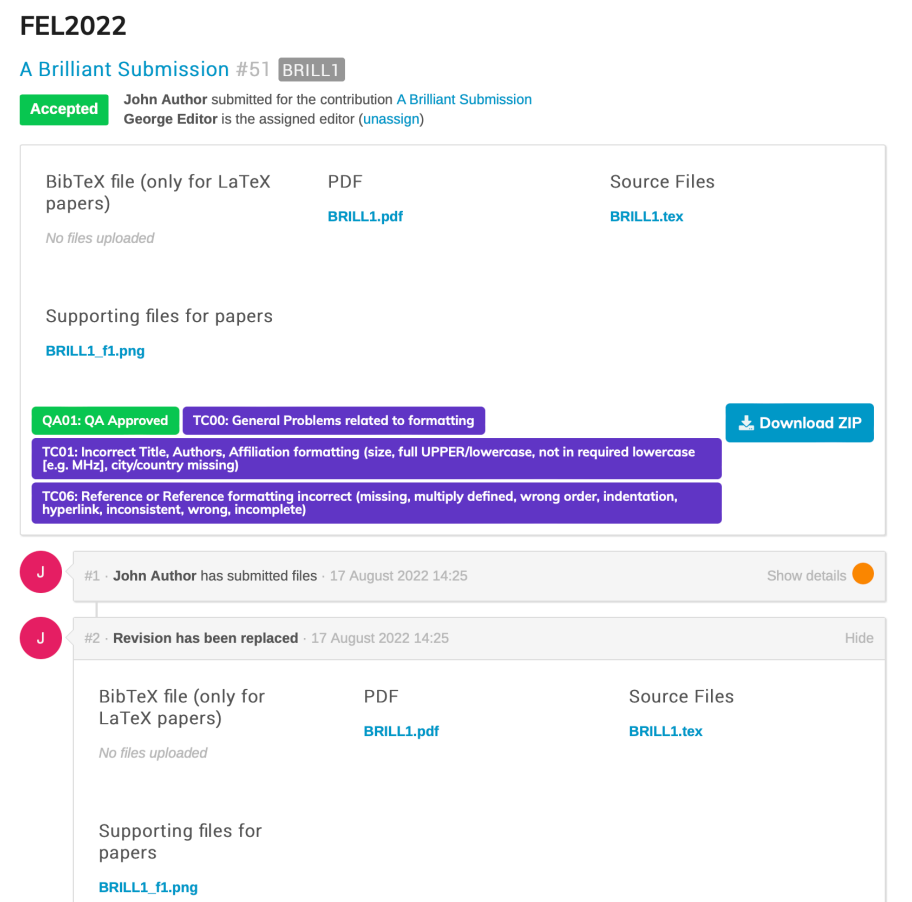 FEL2022
A Brilliant Submission #51 BRILL1
Accepted
John Author submitted for the contribution A Brilliant Submission
George Editor is the assigned editor (unassign)
BibTeX file (only for LaTeX papers)
No files uploaded
PDF
BRILL1.pdf
Source Files
BRILL1.tex
Supporting files for papers
BRILL1_f1.png
QA01: QA Approved
TC00: General Problems related to formatting
TC01: Incorrect Title, Authors, Affiliation formatting (size, full UPPER/lowercase, not in required lowercase
[e.g. MHz], city/country missing)
TC06: Reference or Reference formatting incorrect (missing, multiply defined, wrong order, indentation,
hyperlink, inconsistent, wrong, incomplete)
Download ZIP
J
#1 · John Author has submitted files · 17 August 2022 14:25
Show details
J
#2 · Revision has been replaced · 17 August 2022 14:25
Hide
BibTeX file (only for
LaTeX papers)
No files uploaded
PDF
BRILL1.pdf
Source Files
BRILL1.tex
Supporting files for
papers
BRILL1_f1.png